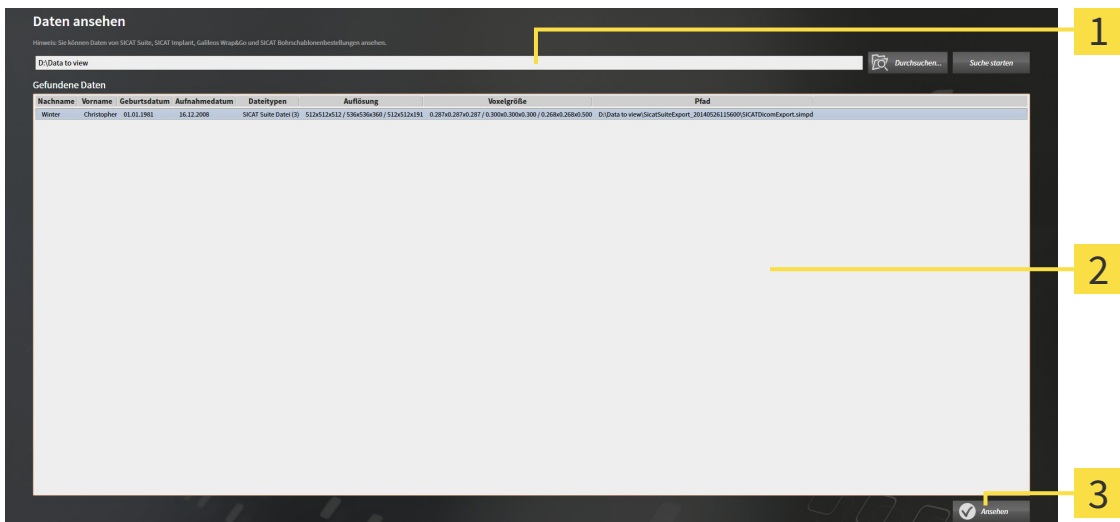 Daten ansehen
1
Hinweis: Sie können Daten von SICAT Suite, SICAT Implant, Galileos Wrap&Go und SICAT Bohrschablonenbestellungen ansehen.
D:\Data to view
Durchsuchen...
Suche starten
Gefundene Daten
Nachname Vorname Geburtsdatum Aufnahmedatum Dateitypen Auflösung Voxelgröße Pfad
Winter Christopher 01.01.1981 16.12.2008 SICAT Suite Datei (3) 512x512x512 / 536x536x360 / 512x512x191 0.287x0.287x0.287 / 0.300x0.300x0.300 / 0.268x0.268x0.500 D:\Data to view\SicatSuiteExport_20140526115600\SICATDicomExport.simpd
2
3
Ansehen